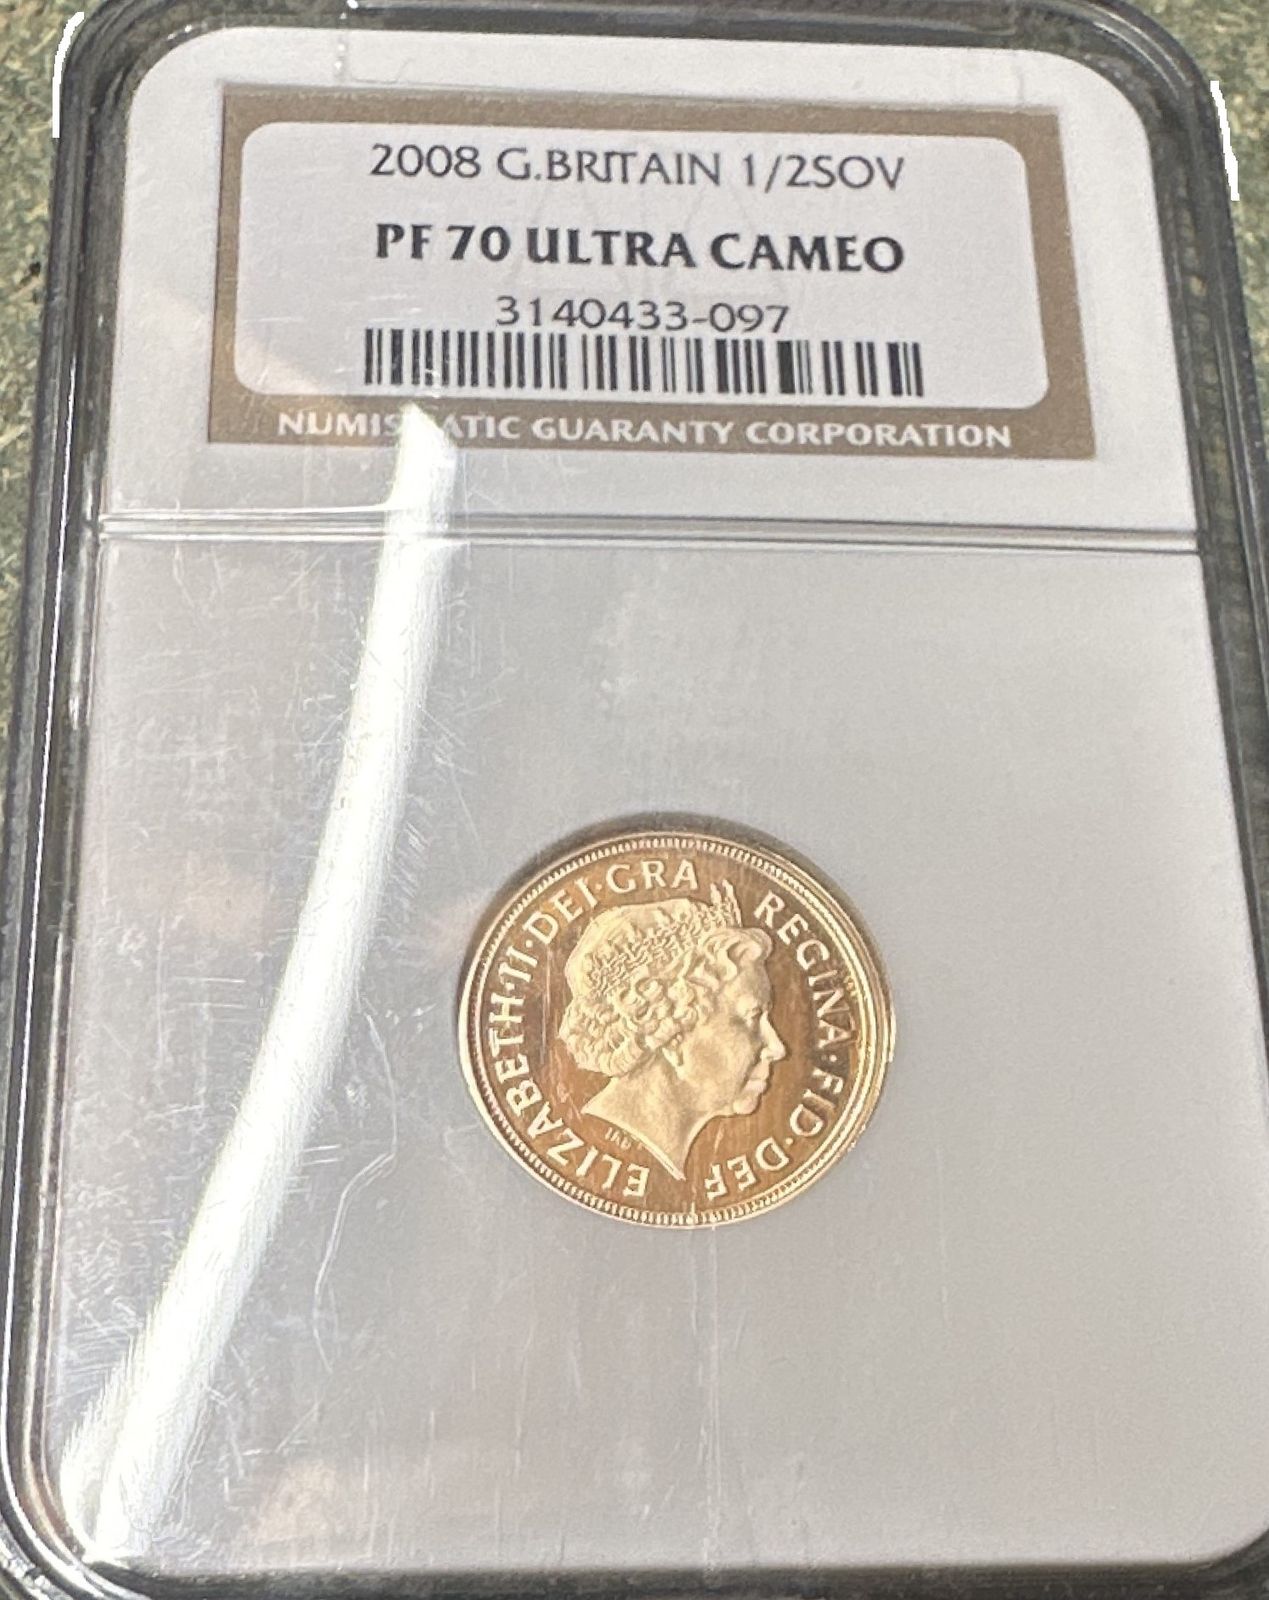 2008 G.BRITAIN 1/2SOV
PF 70 ULTRA CAMEO
3140433-097
NUMISMATIC GUARANTY CORPORATION
ELIZABETH·II·DEI·GRA
REGINA·FID·DEF
IRB